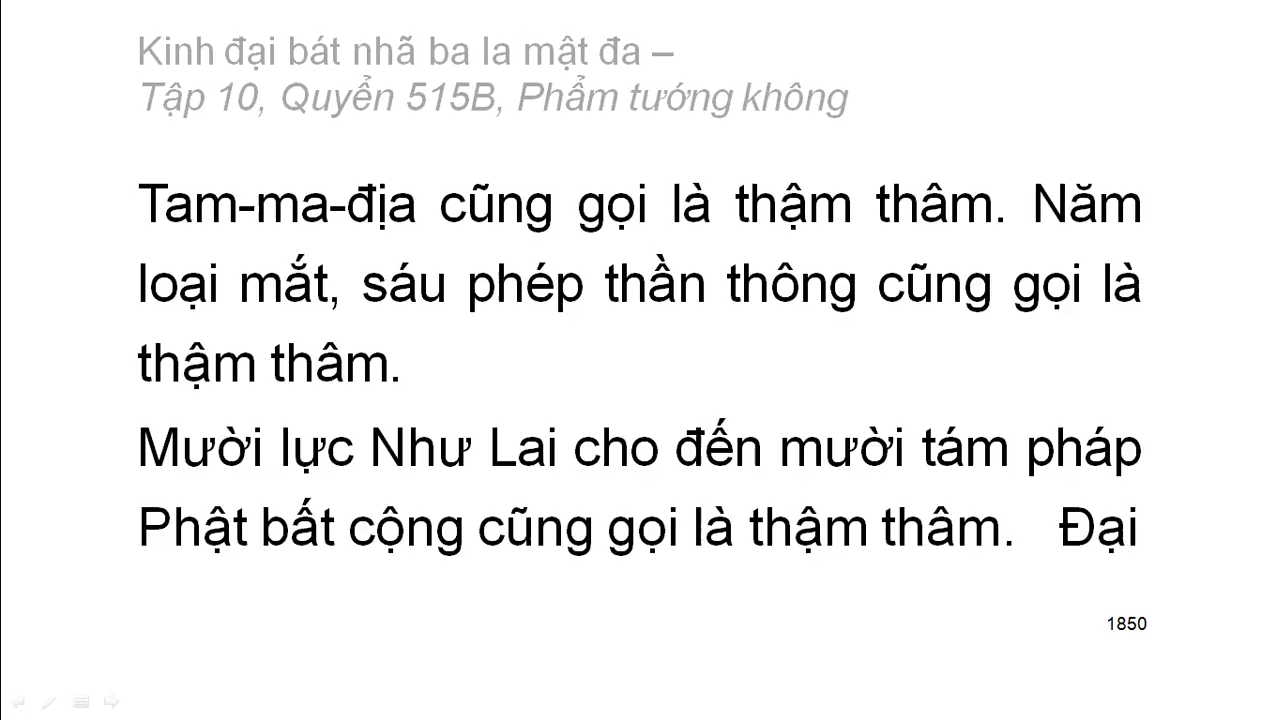 Kinh đại bát nhã ba la mật đa –
Tập 10, Quyển 515B, Phẩm tướng không
Tam-ma-địa cũng gọi là thậm thâm. Năm
loại mắt, sáu phép thần thông cũng gọi là
thậm thâm.
Mười lực Như Lai cho đến mười tám pháp
Phật bất cộng cũng gọi là thậm thâm. Đại
1850